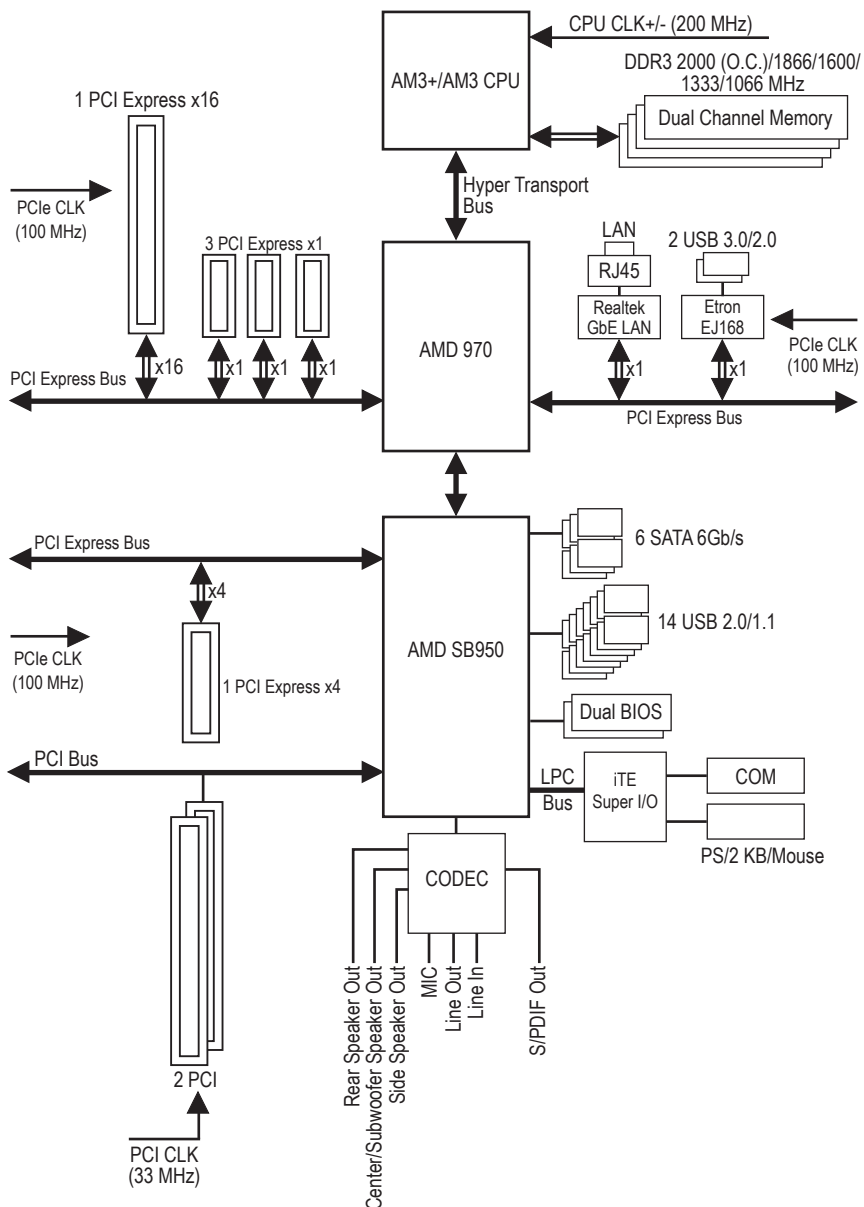 CPU CLK+/- (200 MHz)
AM3+/AM3 CPU
DDR3 2000 (O.C.)/1866/1600/
1333/1066 MHz
Dual Channel Memory
1 PCI Express x16
Hyper Transport
Bus
PCIe CLK
(100 MHz)
3 PCI Express x1
LAN
RJ45
2 USB 3.0/2.0
Realtek
GbE LAN
Etron
EJ168
AMD 970
PCIe CLK
(100 MHz)
x16
x1
x1
x1
x1
x1
PCI Express Bus
PCI Express Bus
PCI Express Bus
6 SATA 6Gb/s
x4
14 USB 2.0/1.1
AMD SB950
PCIe CLK
(100 MHz)
1 PCI Express x4
Dual BIOS
PCI Bus
LPC
Bus
iTE
Super I/O
COM
PS/2 KB/Mouse
CODEC
Rear Speaker Out
Center/Subwoofer Speaker Out
Side Speaker Out
MIC
Line Out
Line In
S/PDIF Out
2 PCI
PCI CLK
(33 MHz)